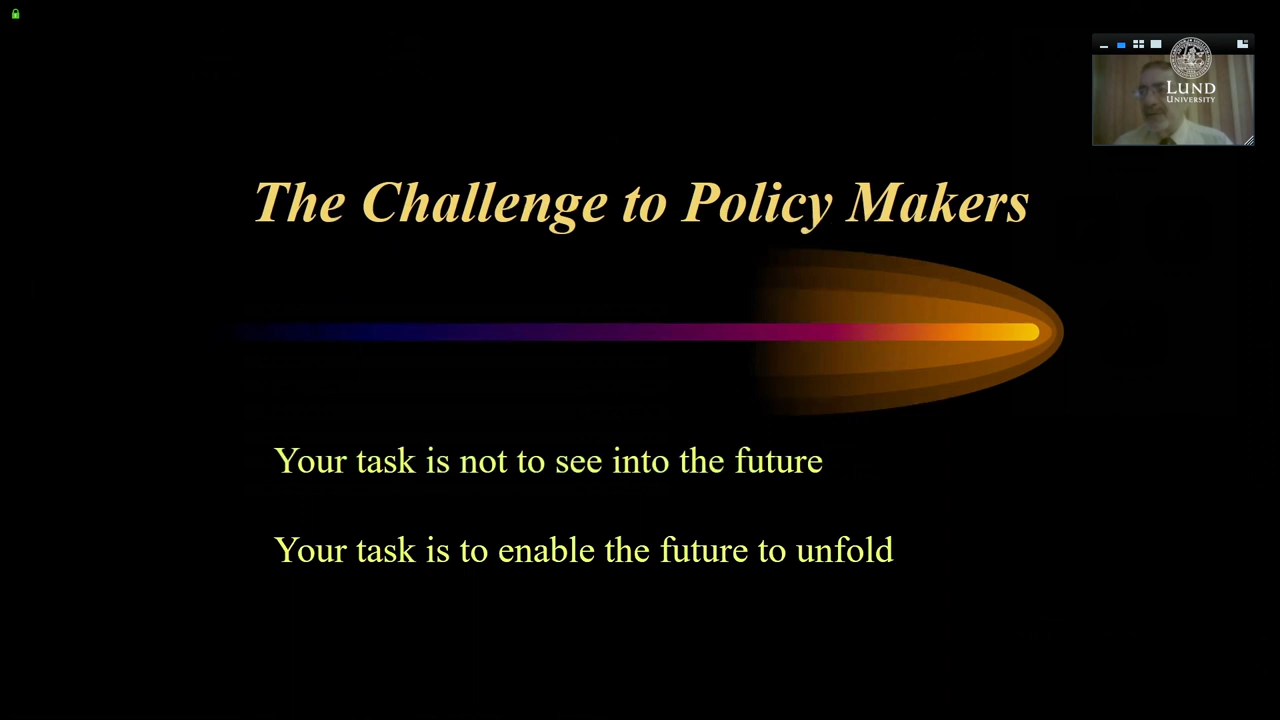 LUND
UNIVERSITY
The Challenge to Policy Makers
Your task is not to see into the future
Your task is to enable the future to unfold